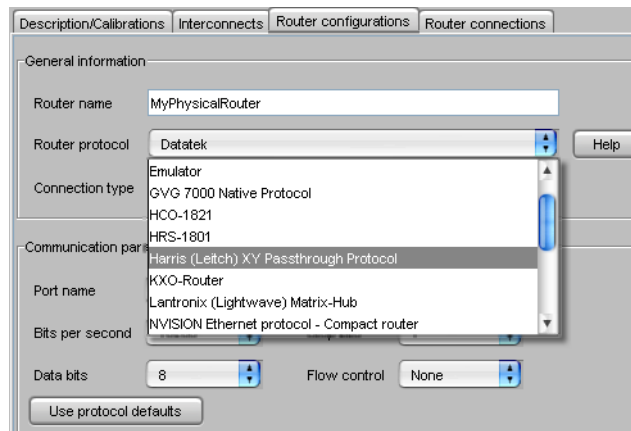 Description/Calibrations Interconnects Router configurations Router connections
General information
Router name MyPhysicalRouter
Router protocol Datatek Help
Emulator
Connection type GVG 7000 Native Protocol
HCO-1821
HRS-1801
Communication par Harris (Leitch) XY Passthrough Protocol
KXO-Router
Port name Lantronix (Lightwave) Matrix-Hub
NVISION Ethernet protocol - Compact router
Bits per second
Data bits 8 Flow control None
Use protocol defaults